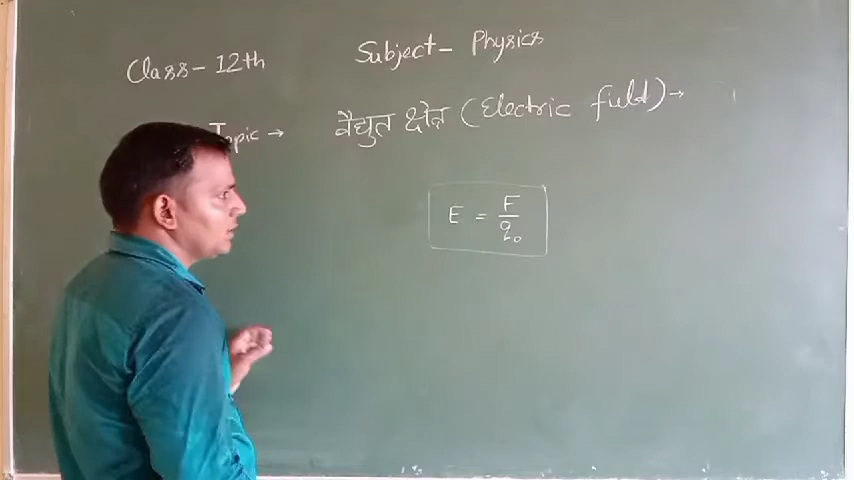 Class - 12th Subject - Physics
Topic → वैद्युत क्षेत्र (Electric field) →
E = F/q₀